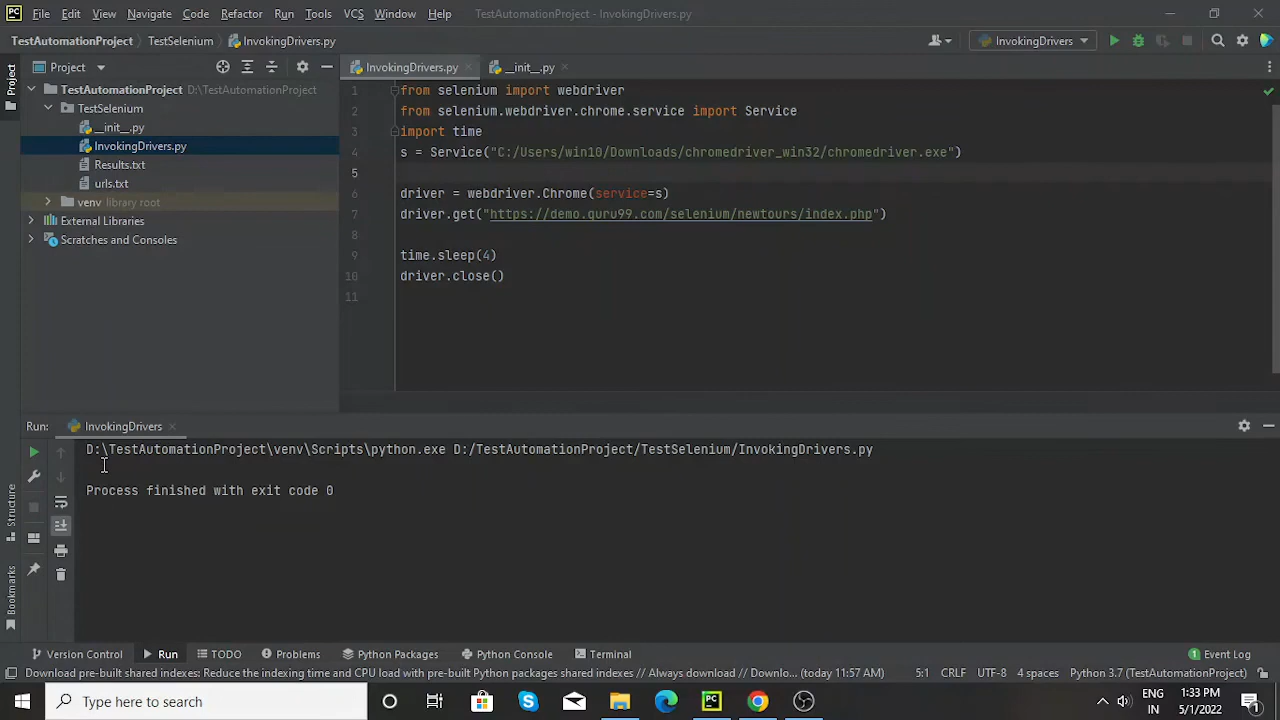 File Edit View Navigate Code Refactor Run Tools VCS Window Help TestAutomationProject - InvokingDrivers.py
TestAutomationProject TestSelenium InvokingDrivers.py InvokingDrivers
Project InvokingDrivers.py __init__.py
TestAutomationProject D:\TestAutomationProject
TestSelenium
__init__.py
InvokingDrivers.py
Results.txt
urls.txt
venv library root
External Libraries
Scratches and Consoles
1 from selenium import webdriver
2 from selenium.webdriver.chrome.service import Service
3 import time
4 s = Service("C:/Users/win10/Downloads/chromedriver_win32/chromedriver.exe")
5
6 driver = webdriver.Chrome(service=s)
7 driver.get("https://demo.guru99.com/selenium/newtours/index.php")
8
9 time.sleep(4)
10 driver.close()
11
Project
Structure
Bookmarks
Run: InvokingDrivers
D:\TestAutomationProject\venv\Scripts\python.exe D:/TestAutomationProject/TestSelenium/InvokingDrivers.py
Process finished with exit code 0
Version Control Run TODO Problems Python Packages Python Console Terminal 1 Event Log
Download pre-built shared indexes: Reduce the indexing time and CPU load with pre-built Python packages shared indexes // Always download // Downlo... (today 11:57 AM) 5:1 CRLF UTF-8 4 spaces Python 3.7 (TestAutomationProject)
Type here to search
ENG
IN
1:33 PM
5/1/2022
1